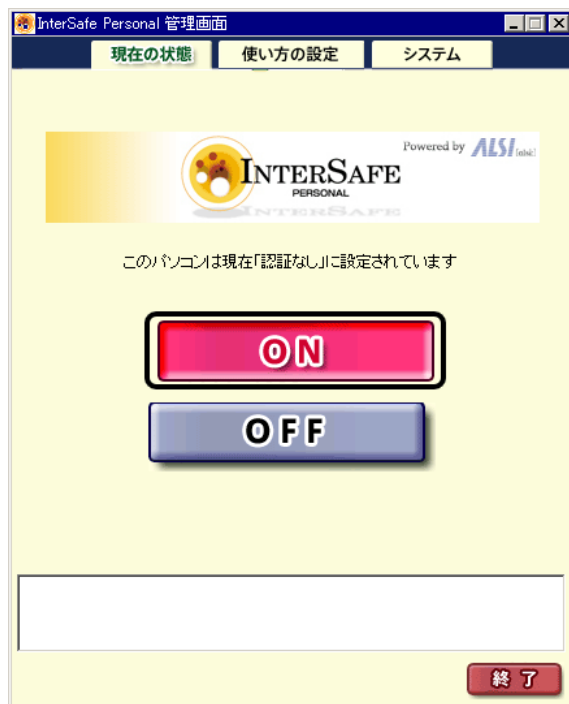 InterSafe Personal 管理画面
現在の状態 使い方の設定 システム
Powered by ALSI
INTERSAFE
PERSONAL
このパソコンは現在「認証なし」に設定されています
ON
OFF
終了